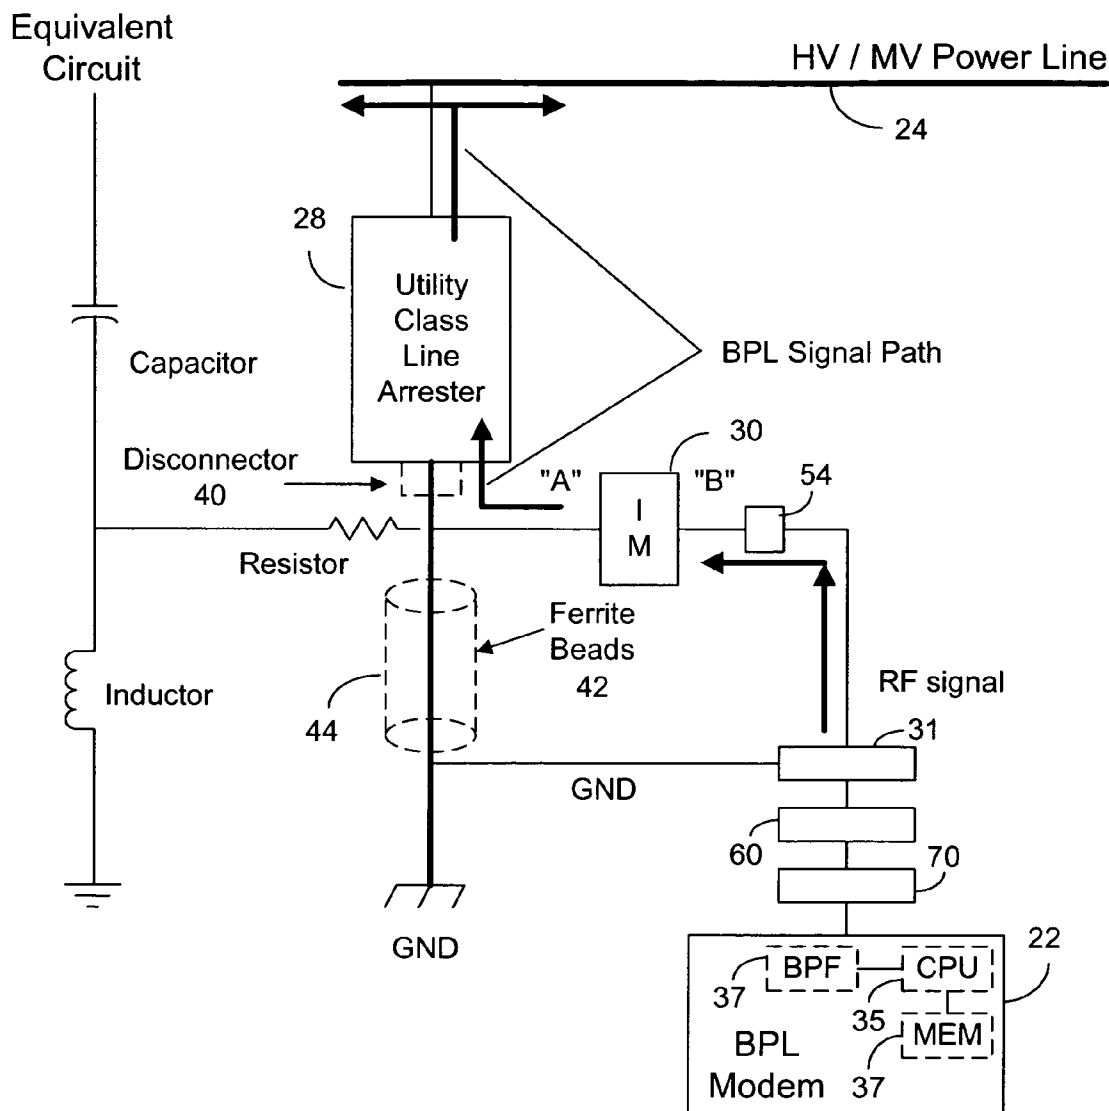 Equivalent
Circuit
HV / MV Power Line
24
28
Utility
Class
Line
Arrester
Capacitor
BPL Signal Path
Disconnector
40
"A"
30
"B"
54
I
M
Resistor
Ferrite
Beads
42
44
Inductor
RF signal
31
GND
60
70
GND
22
BPF
CPU
37
35
MEM
37
BPL
Modem